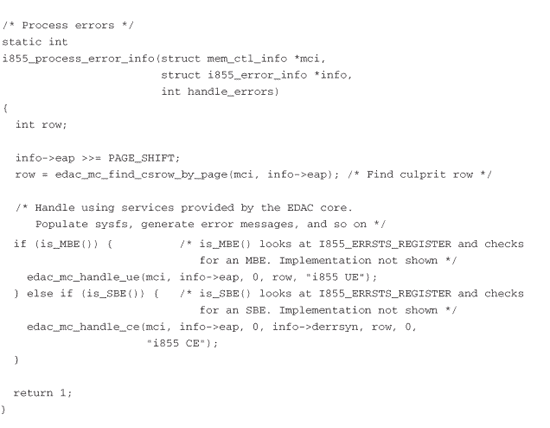 /* Process errors */
static int
i855_process_error_info(struct mem_ctl_info *mci,
                        struct i855_error_info *info,
                        int handle_errors)
{
  int row;

  info->eap >>= PAGE_SHIFT;
  row = edac_mc_find_csrow_by_page(mci, info->eap); /* Find culprit row */

  /* Handle using services provided by the EDAC core.
     Populate sysfs, generate error messages, and so on */
  if (is_MBE()) {          /* is_MBE() looks at I855_ERRSTS_REGISTER and checks
                              for an MBE. Implementation not shown */
    edac_mc_handle_ue(mci, info->eap, 0, row, "i855 UE");
  } else if (is_SBE()) {   /* is_SBE() looks at I855_ERRSTS_REGISTER and checks
                              for an SBE. Implementation not shown */
    edac_mc_handle_ce(mci, info->eap, 0, info->derrsyn, row, 0,
                      "i855 CE");
  }

  return 1;
}